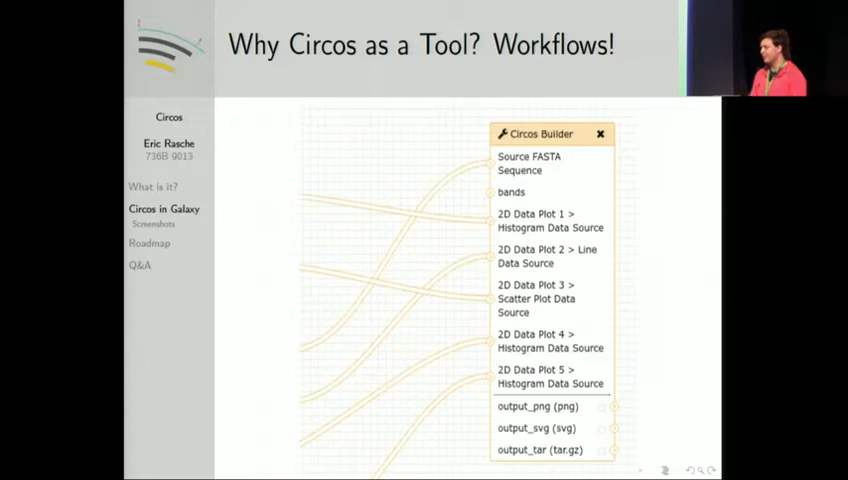 Why Circos as a Tool? Workflows!
Circos
Eric Rasche
736B 9013
What is it?
Circos in Galaxy
Screenshots
Roadmap
Q&A
Circos Builder
Source FASTA
Sequence
bands
2D Data Plot 1 >
Histogram Data Source
2D Data Plot 2 > Line
Data Source
2D Data Plot 3 >
Scatter Plot Data
Source
2D Data Plot 4 >
Histogram Data Source
2D Data Plot 5 >
Histogram Data Source
output_png (png)
output_svg (svg)
output_tar (tar.gz)